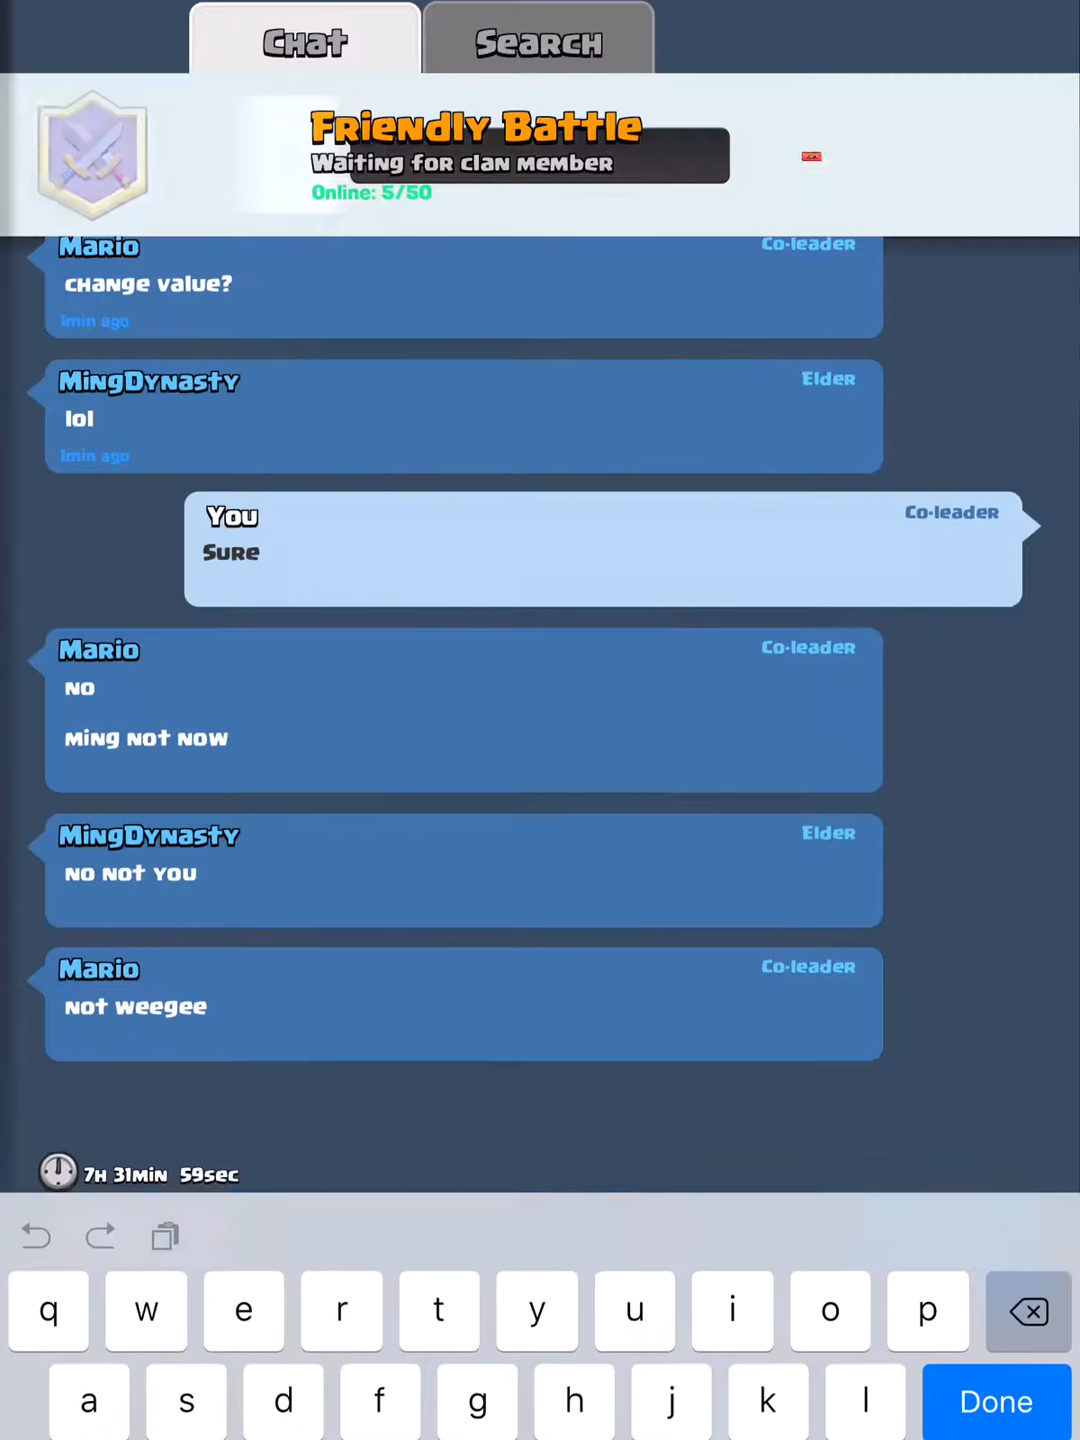 Chat
Search
Friendly Battle
Waiting for clan member
Online: 5/50
Mario
Co-leader
change value?
1min ago
MingDynasty
Elder
lol
1min ago
You
Co-leader
Sure
Mario
Co-leader
no
ming not now
MingDynasty
Elder
no not you
Mario
Co-leader
not weegee
7h 31min 59sec
q w e r t y u i o p
a s d f g h j k l Done